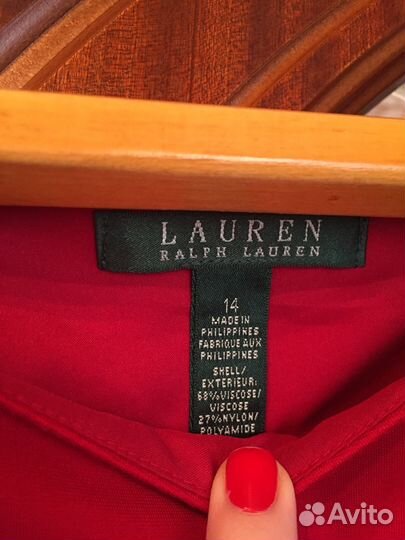 LAUREN
RALPH LAUREN
14
MADE IN
PHILIPPINES
FABRIQUE AUX
PHILIPPINES
SHELL/
EXTERIEUR:
68%VISCOSE/
VISCOSE
27%NYLON/
POLYAMIDE
Avito